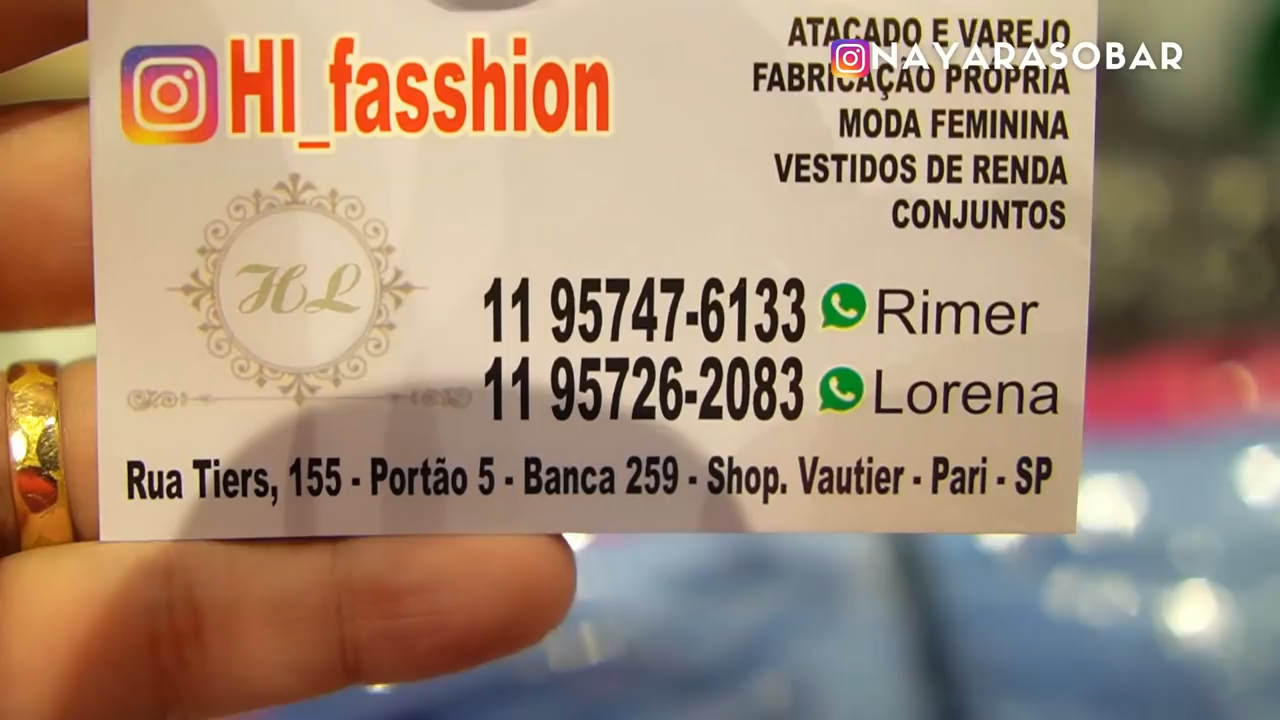 Hl_fasshion
ATACADO E VAREJO
NAYARASOBAR
FABRICAÇÃO PRÓPRIA
MODA FEMININA
VESTIDOS DE RENDA
CONJUNTOS
HL
11 95747-6133 Rimer
11 95726-2083 Lorena
Rua Tiers, 155 - Portão 5 - Banca 259 - Shop. Vautier - Pari - SP